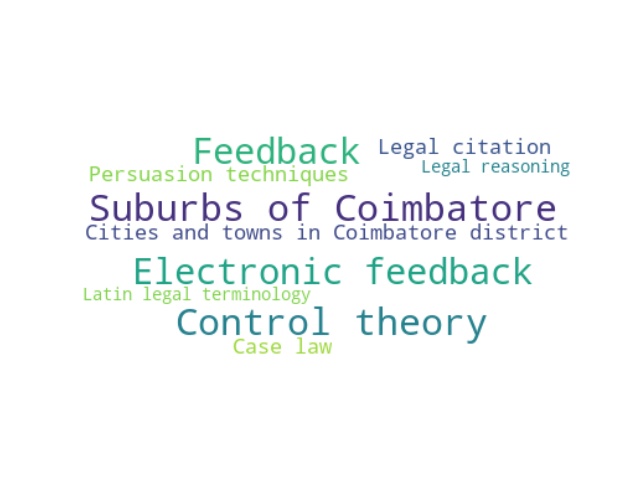 Feedback
Legal citation
Legal reasoning
Persuasion techniques
Suburbs of Coimbatore
Cities and towns in Coimbatore district
Electronic feedback
Latin legal terminology
Control theory
Case law